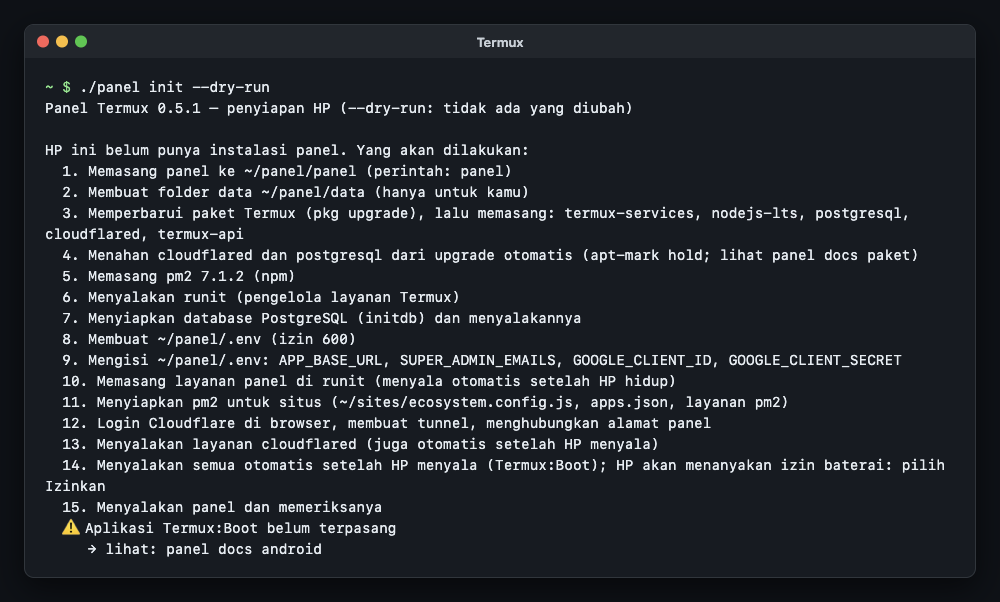 Termux
~ $ ./panel init --dry-run
Panel Termux 0.5.1 — penyiapan HP (--dry-run: tidak ada yang diubah)
HP ini belum punya instalasi panel. Yang akan dilakukan:
1. Memasang panel ke ~/panel/panel (perintah: panel)
2. Membuat folder data ~/panel/data (hanya untuk kamu)
3. Memperbarui paket Termux (pkg upgrade), lalu memasang: termux-services, nodejs-lts, postgresql,
cloudflared, termux-api
4. Menahan cloudflared dan postgresql dari upgrade otomatis (apt-mark hold; lihat panel docs paket)
5. Memasang pm2 7.1.2 (npm)
6. Menyalakan runit (pengelola layanan Termux)
7. Menyiapkan database PostgreSQL (initdb) dan menyalakannya
8. Membuat ~/panel/.env (izin 600)
9. Mengisi ~/panel/.env: APP_BASE_URL, SUPER_ADMIN_EMAILS, GOOGLE_CLIENT_ID, GOOGLE_CLIENT_SECRET
10. Memasang layanan panel di runit (menyala otomatis setelah HP hidup)
11. Menyiapkan pm2 untuk situs (~/sites/ecosystem.config.js, apps.json, layanan pm2)
12. Login Cloudflare di browser, membuat tunnel, menghubungkan alamat panel
13. Menyalakan layanan cloudflared (juga otomatis setelah HP menyala)
14. Menyalakan semua otomatis setelah HP menyala (Termux:Boot); HP akan menanyakan izin baterai: pilih
Izinkan
15. Menyalakan panel dan memeriksanya
⚠️ Aplikasi Termux:Boot belum terpasang
→ lihat: panel docs android